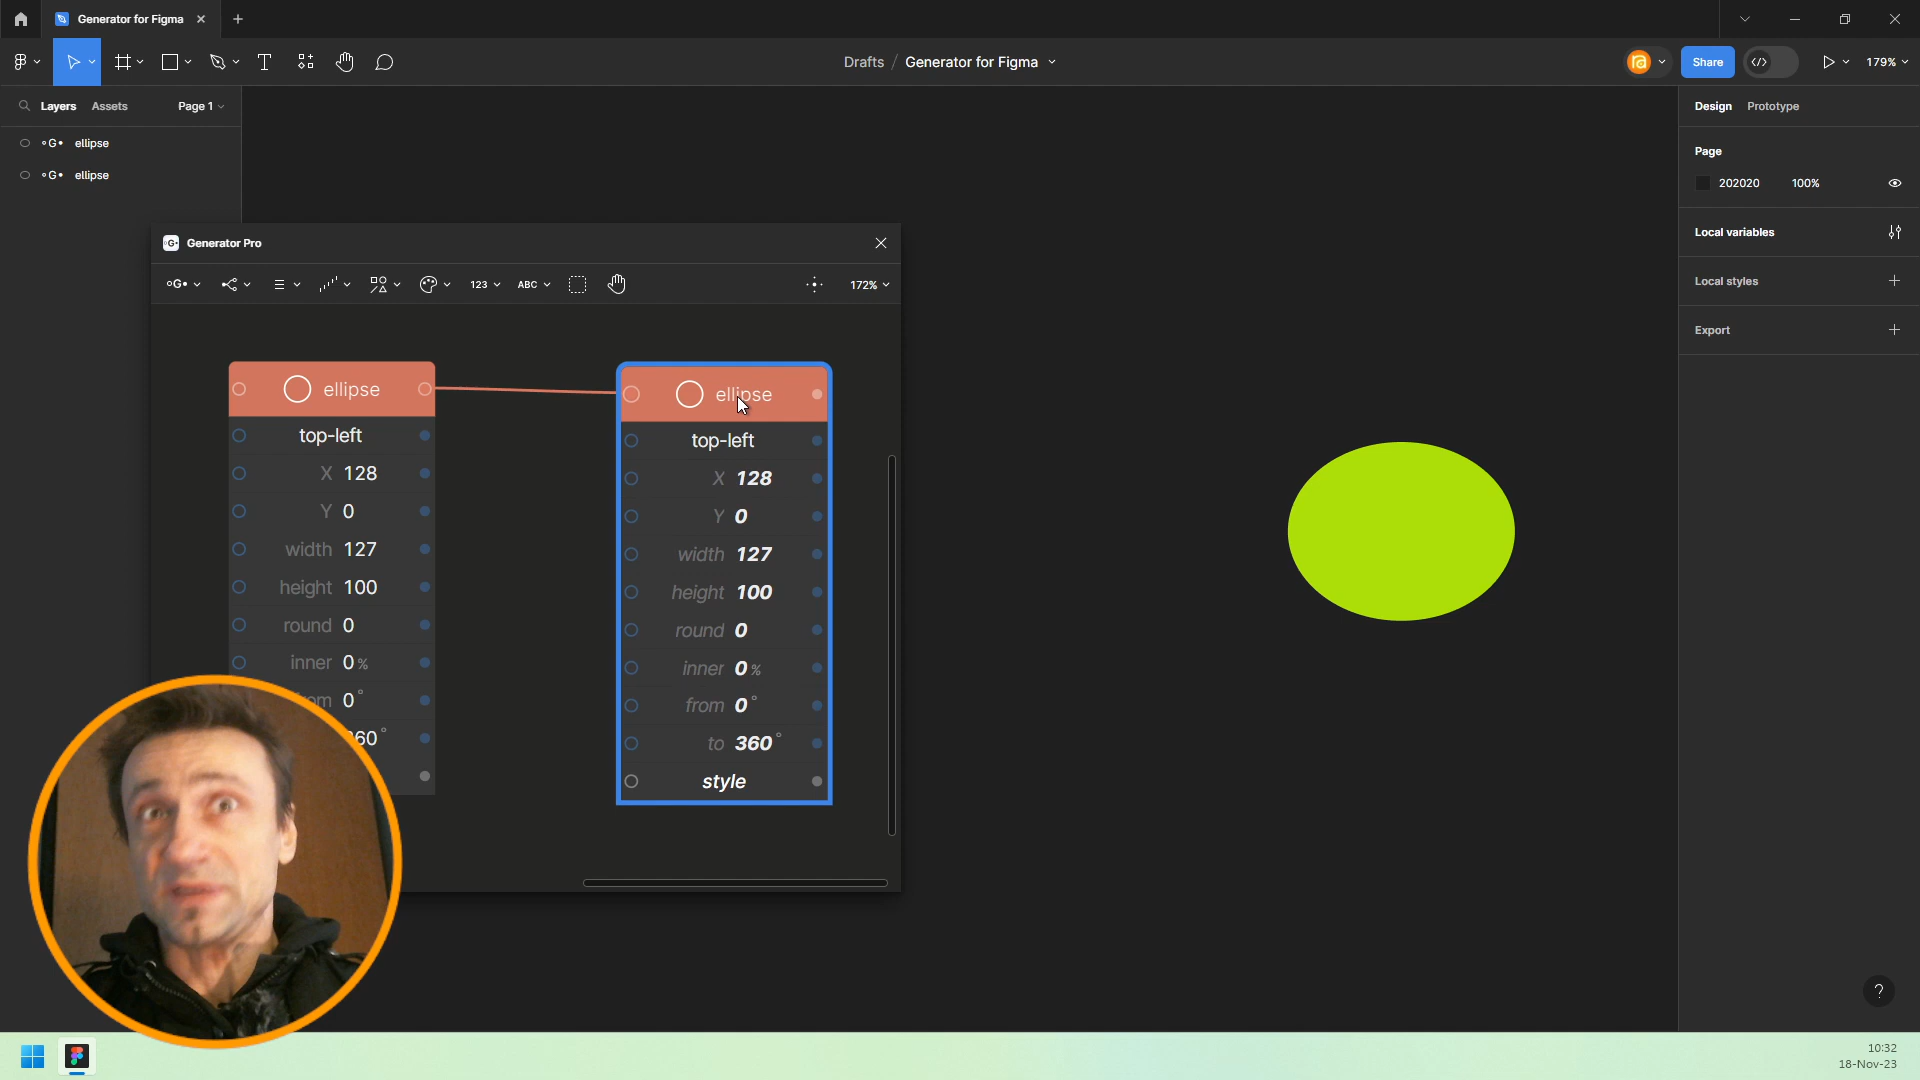 Generator for Figma
Drafts / Generator for Figma
Share
179%
Layers
Assets
Page 1
ellipse
ellipse
Design
Prototype
Page
202020
100%
Local variables
Local styles
Export
Generator Pro
123
ABC
172%
ellipse
top-left
X 128
Y 0
width 127
height 100
round 0
inner 0 %
0 °
ellipse
top-left
X 128
Y 0
width 127
height 100
round 0
inner 0 %
from 0 °
to 360 °
style
?
10:32
18-Nov-23